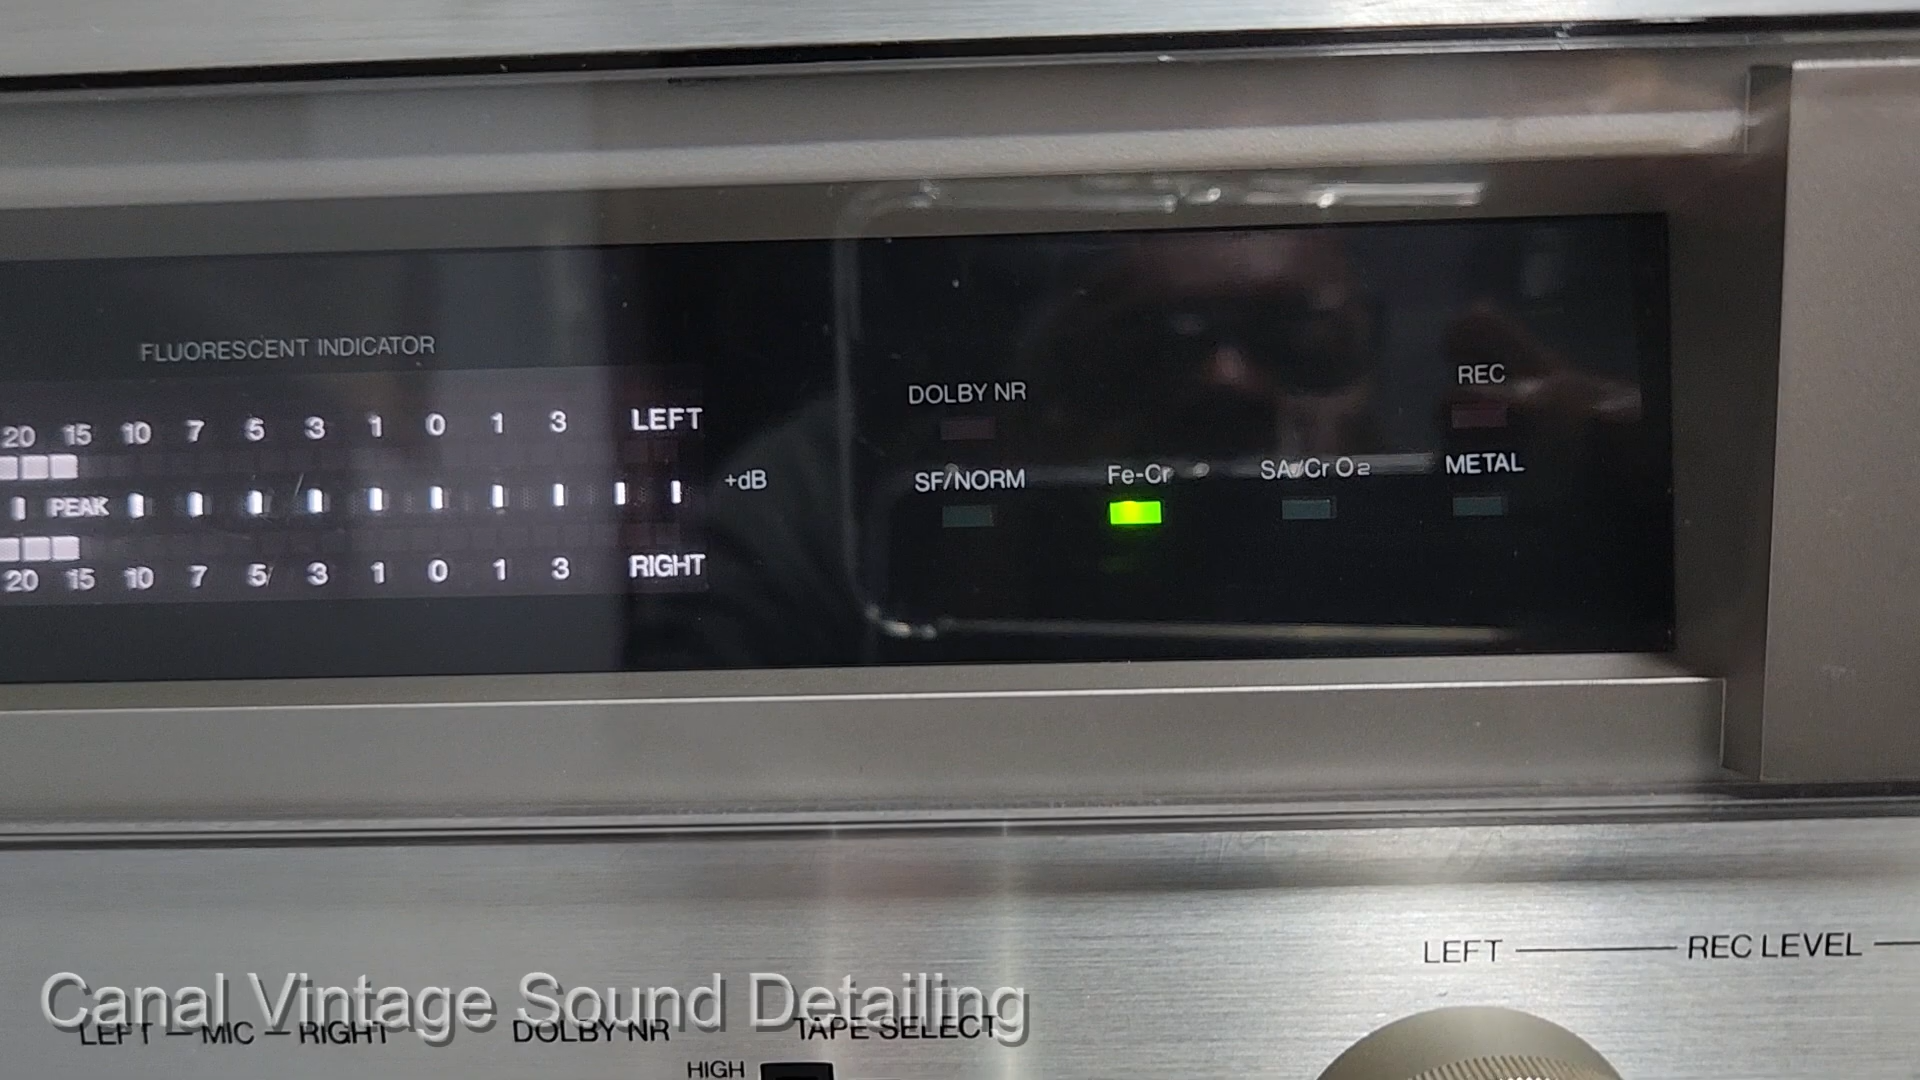 FLUORESCENT INDICATOR
20 15 10 7 5 3 1 0 1 3 LEFT
PEAK +dB
20 15 10 7 5 3 1 0 1 3 RIGHT
DOLBY NR
REC
SF/NORM Fe-Cr SA/CrO2 METAL
LEFT REC LEVEL
Canal Vintage Sound Detailing
LEFT — MIC — RIGHT DOLBY NR TAPE SELECT
HIGH